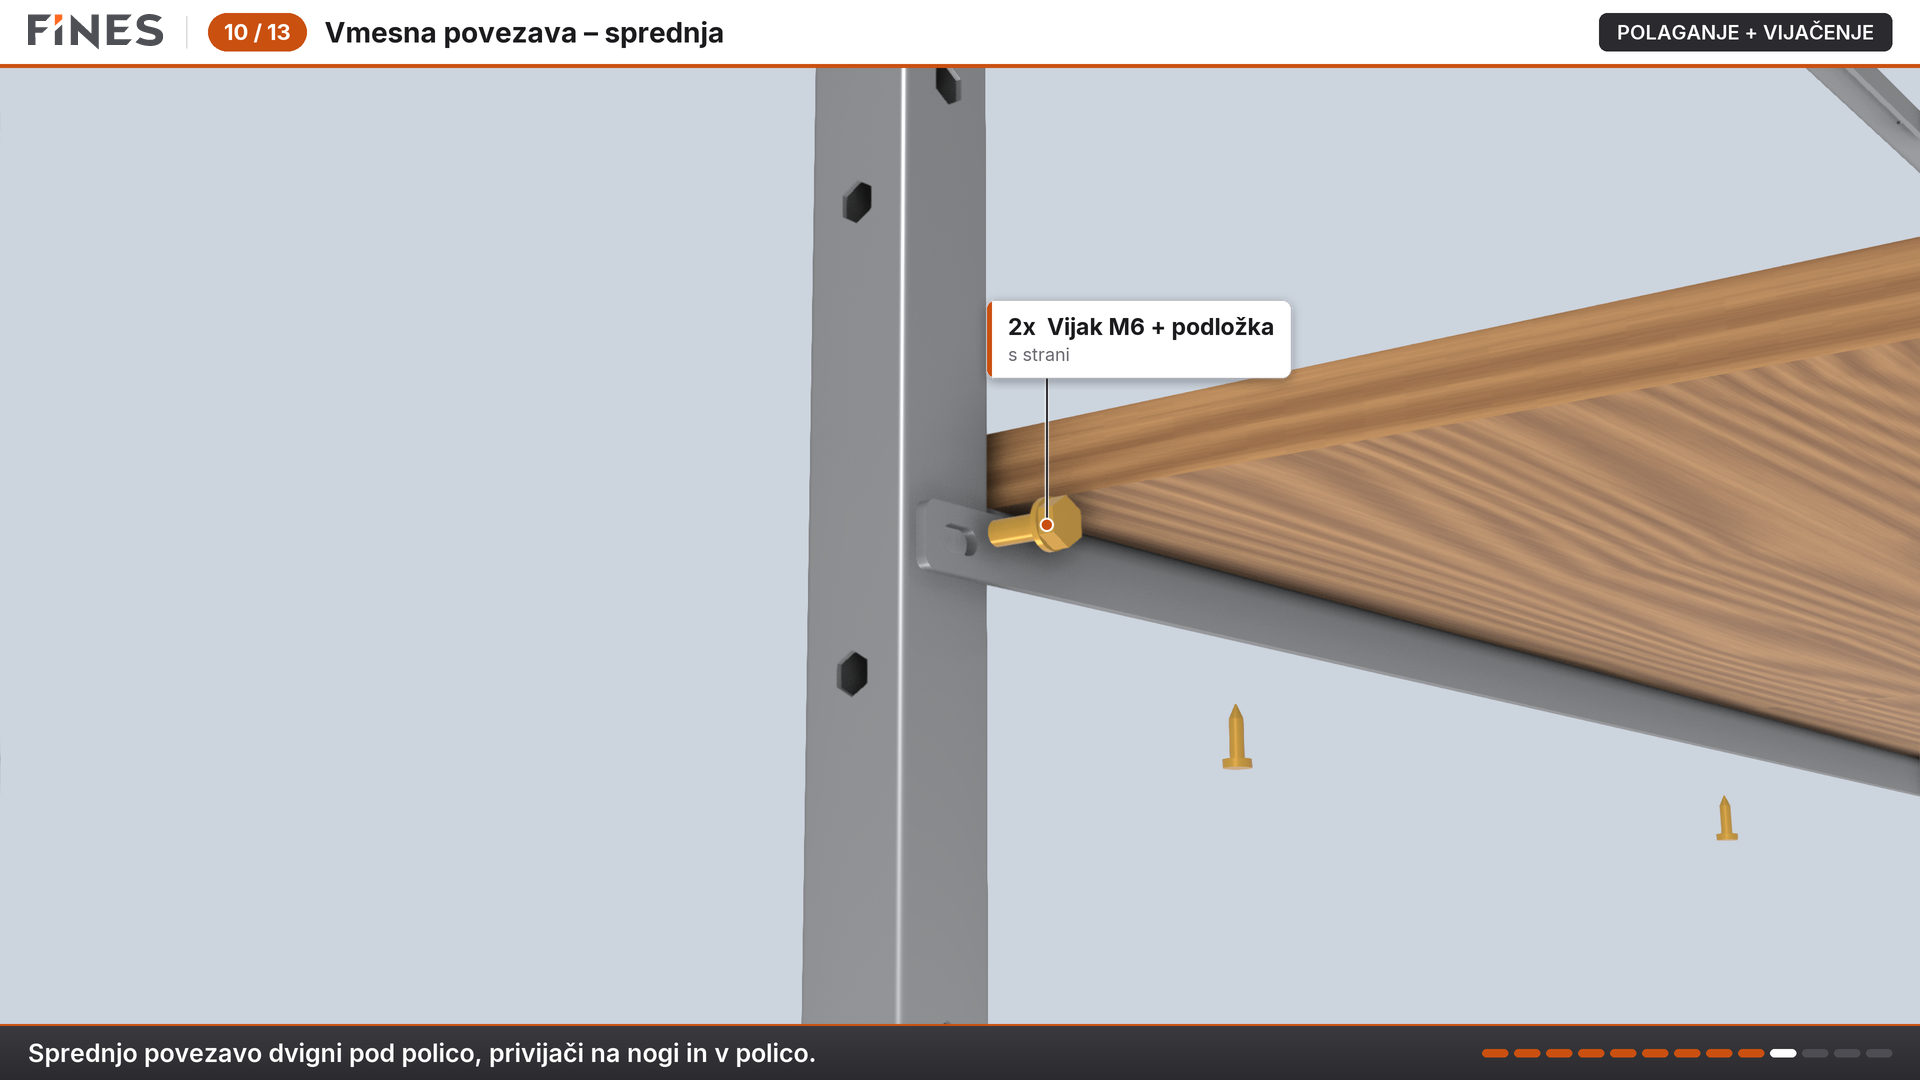 FINES
10 / 13
Vmesna povezava – sprednja
POLAGANJE + VIJAČENJE
2x Vijak M6 + podložka
s strani
Sprednjo povezavo dvigni pod polico, privijači na nogi in v polico.